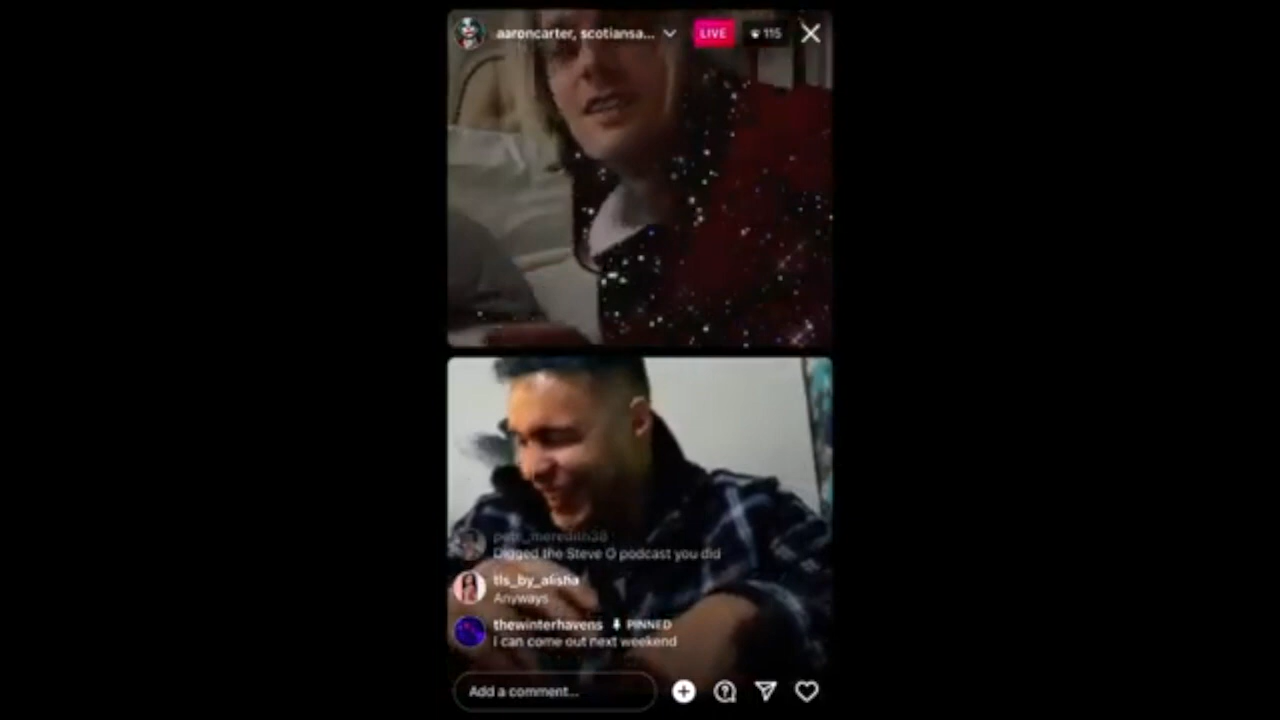 aaroncarter, scotiansa...
LIVE
115
petr_meredith38
Digged the Steve O podcast you did
tls_by_alisha
Anyways
thewinterhavens PINNED
I can come out next weekend
Add a comment...